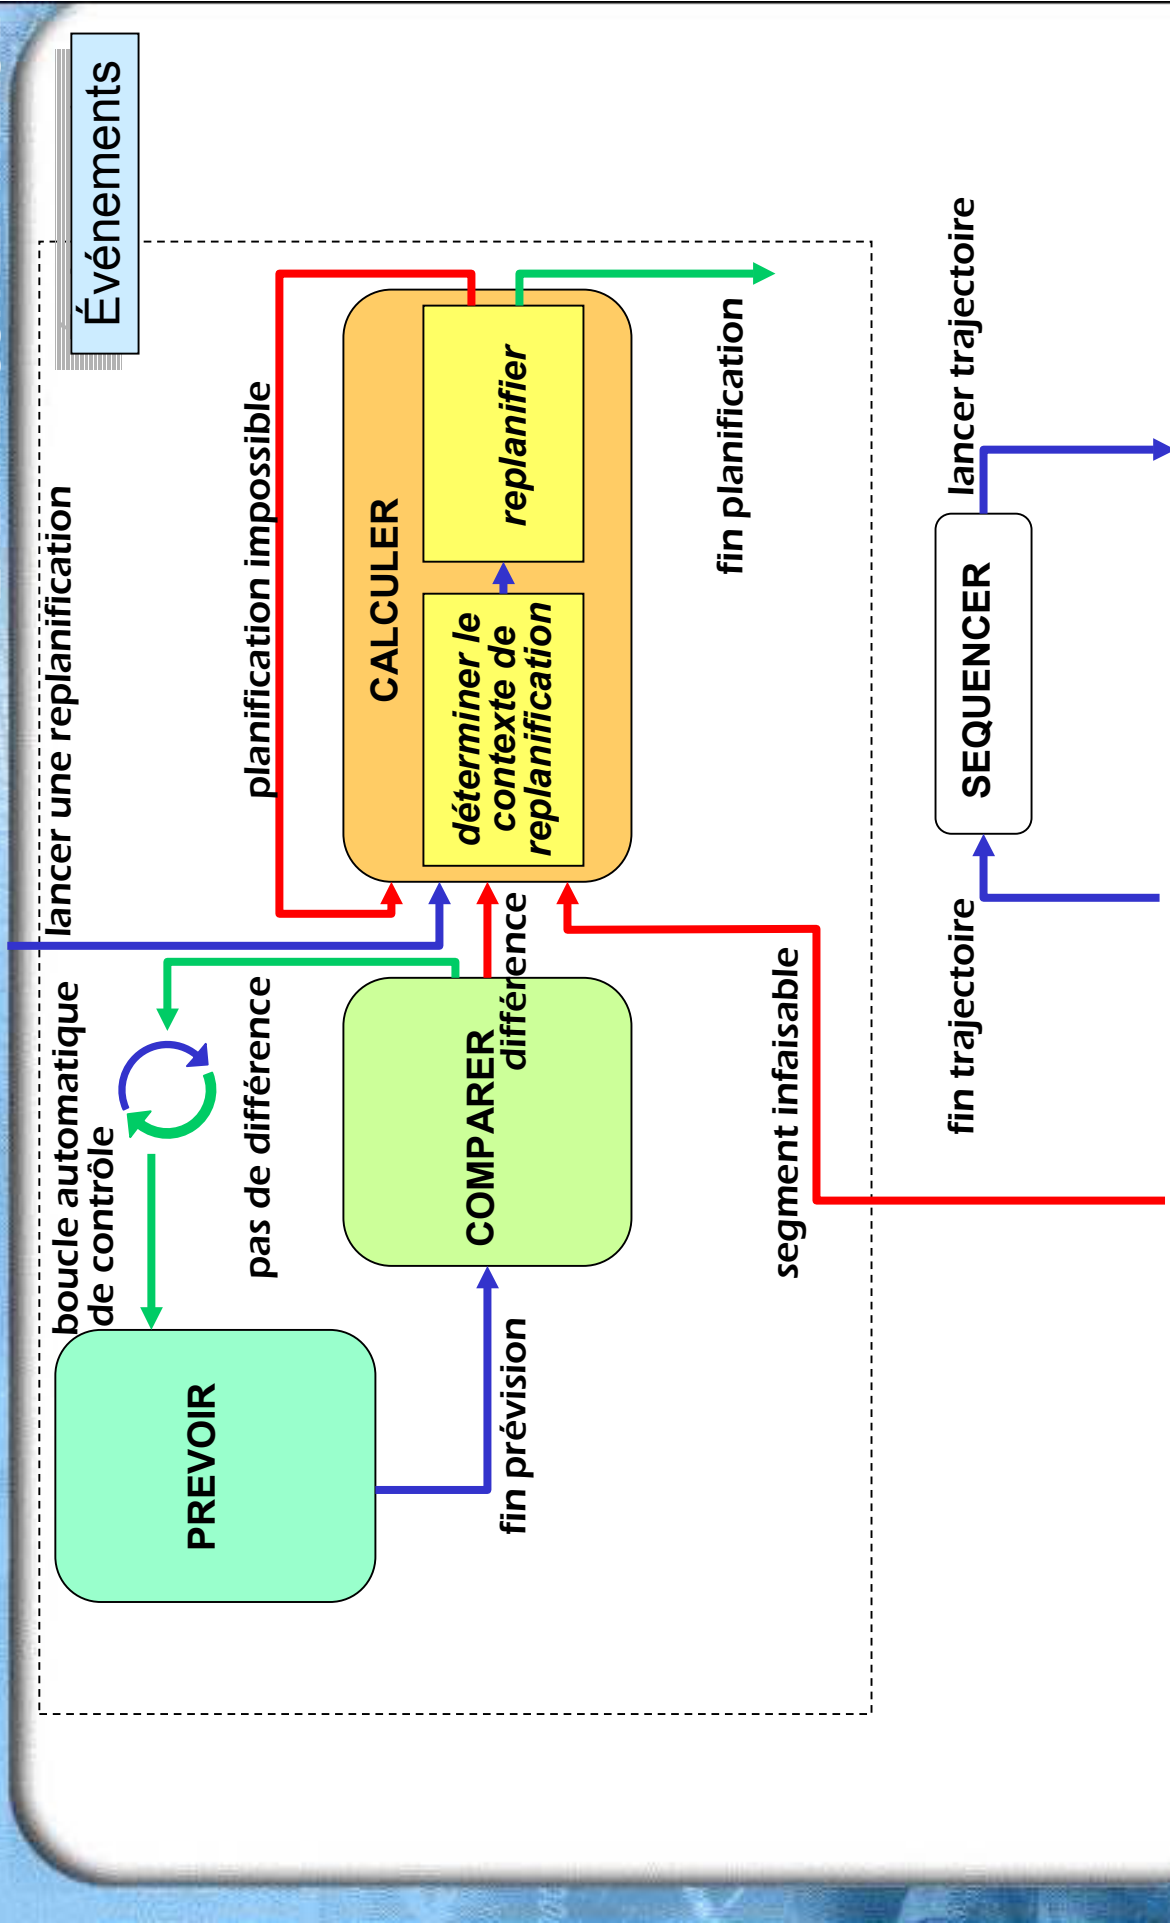 Événements
lancer une replanification
boucle automatique
de contrôle
planification impossible
pas de différence
PREVOIR
CALCULER
COMPARER
différence
déterminer le
contexte de
replanification
replanifier
fin prévision
fin planification
segment infaisable
fin trajectoire
SEQUENCER
lancer trajectoire